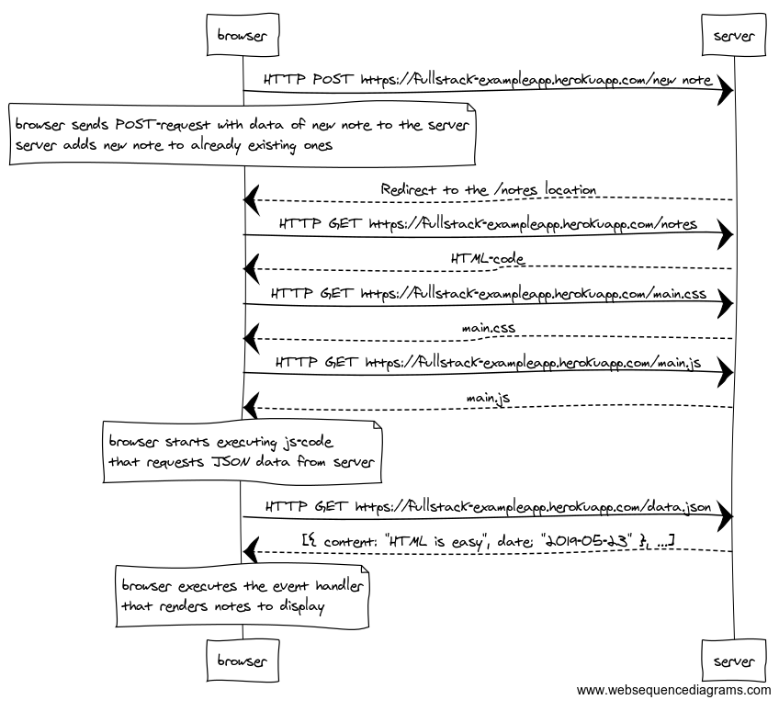 browser
server
HTTP POST https://fullstack-exampleapp.herokuapp.com/new note
browser sends POST-request with data of new note to the server
server adds new note to already existing ones
Redirect to the /notes location
HTTP GET https://fullstack-exampleapp.herokuapp.com/notes
HTML-code
HTTP GET https://fullstack-exampleapp.herokuapp.com/main.css
main.css
HTTP GET https://fullstack-exampleapp.herokuapp.com/main.js
main.js
browser starts executing js-code
that requests JSON data from server
HTTP GET https://fullstack-exampleapp.herokuapp.com/data.json
[{ content: "HTML is easy", date: "2019-05-23" }, ...]
browser executes the event handler
that renders notes to display
browser
server
www.websequencediagrams.com